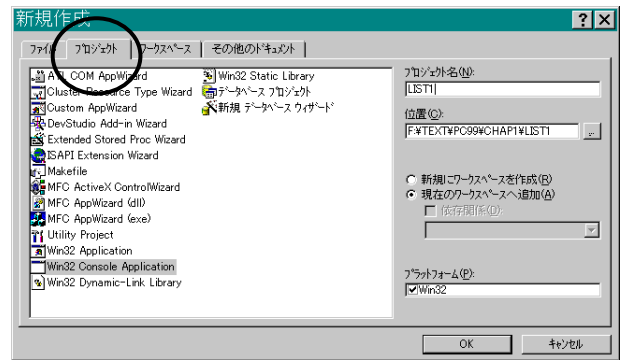 新規作成
ファイル プロジェクト ワークスペース その他のドキュメント
ATL COM AppWizard
Cluster Resource Type Wizard
Custom AppWizard
DevStudio Add-in Wizard
Extended Stored Proc Wizard
ISAPI Extension Wizard
Makefile
MFC ActiveX ControlWizard
MFC AppWizard (dll)
MFC AppWizard (exe)
Utility Project
Win32 Application
Win32 Console Application
Win32 Dynamic-Link Library
Win32 Static Library
データベース プロジェクト
新規 データベース ウィザード
プロジェクト名(N):
LIST1
位置(C):
F:¥TEXT¥PC99¥CHAP1¥LIST1
...
新規にワークスペースを作成(R)
現在のワークスペースへ追加(A)
依存関係(D):
プラットフォーム(P):
Win32
OK キャンセル